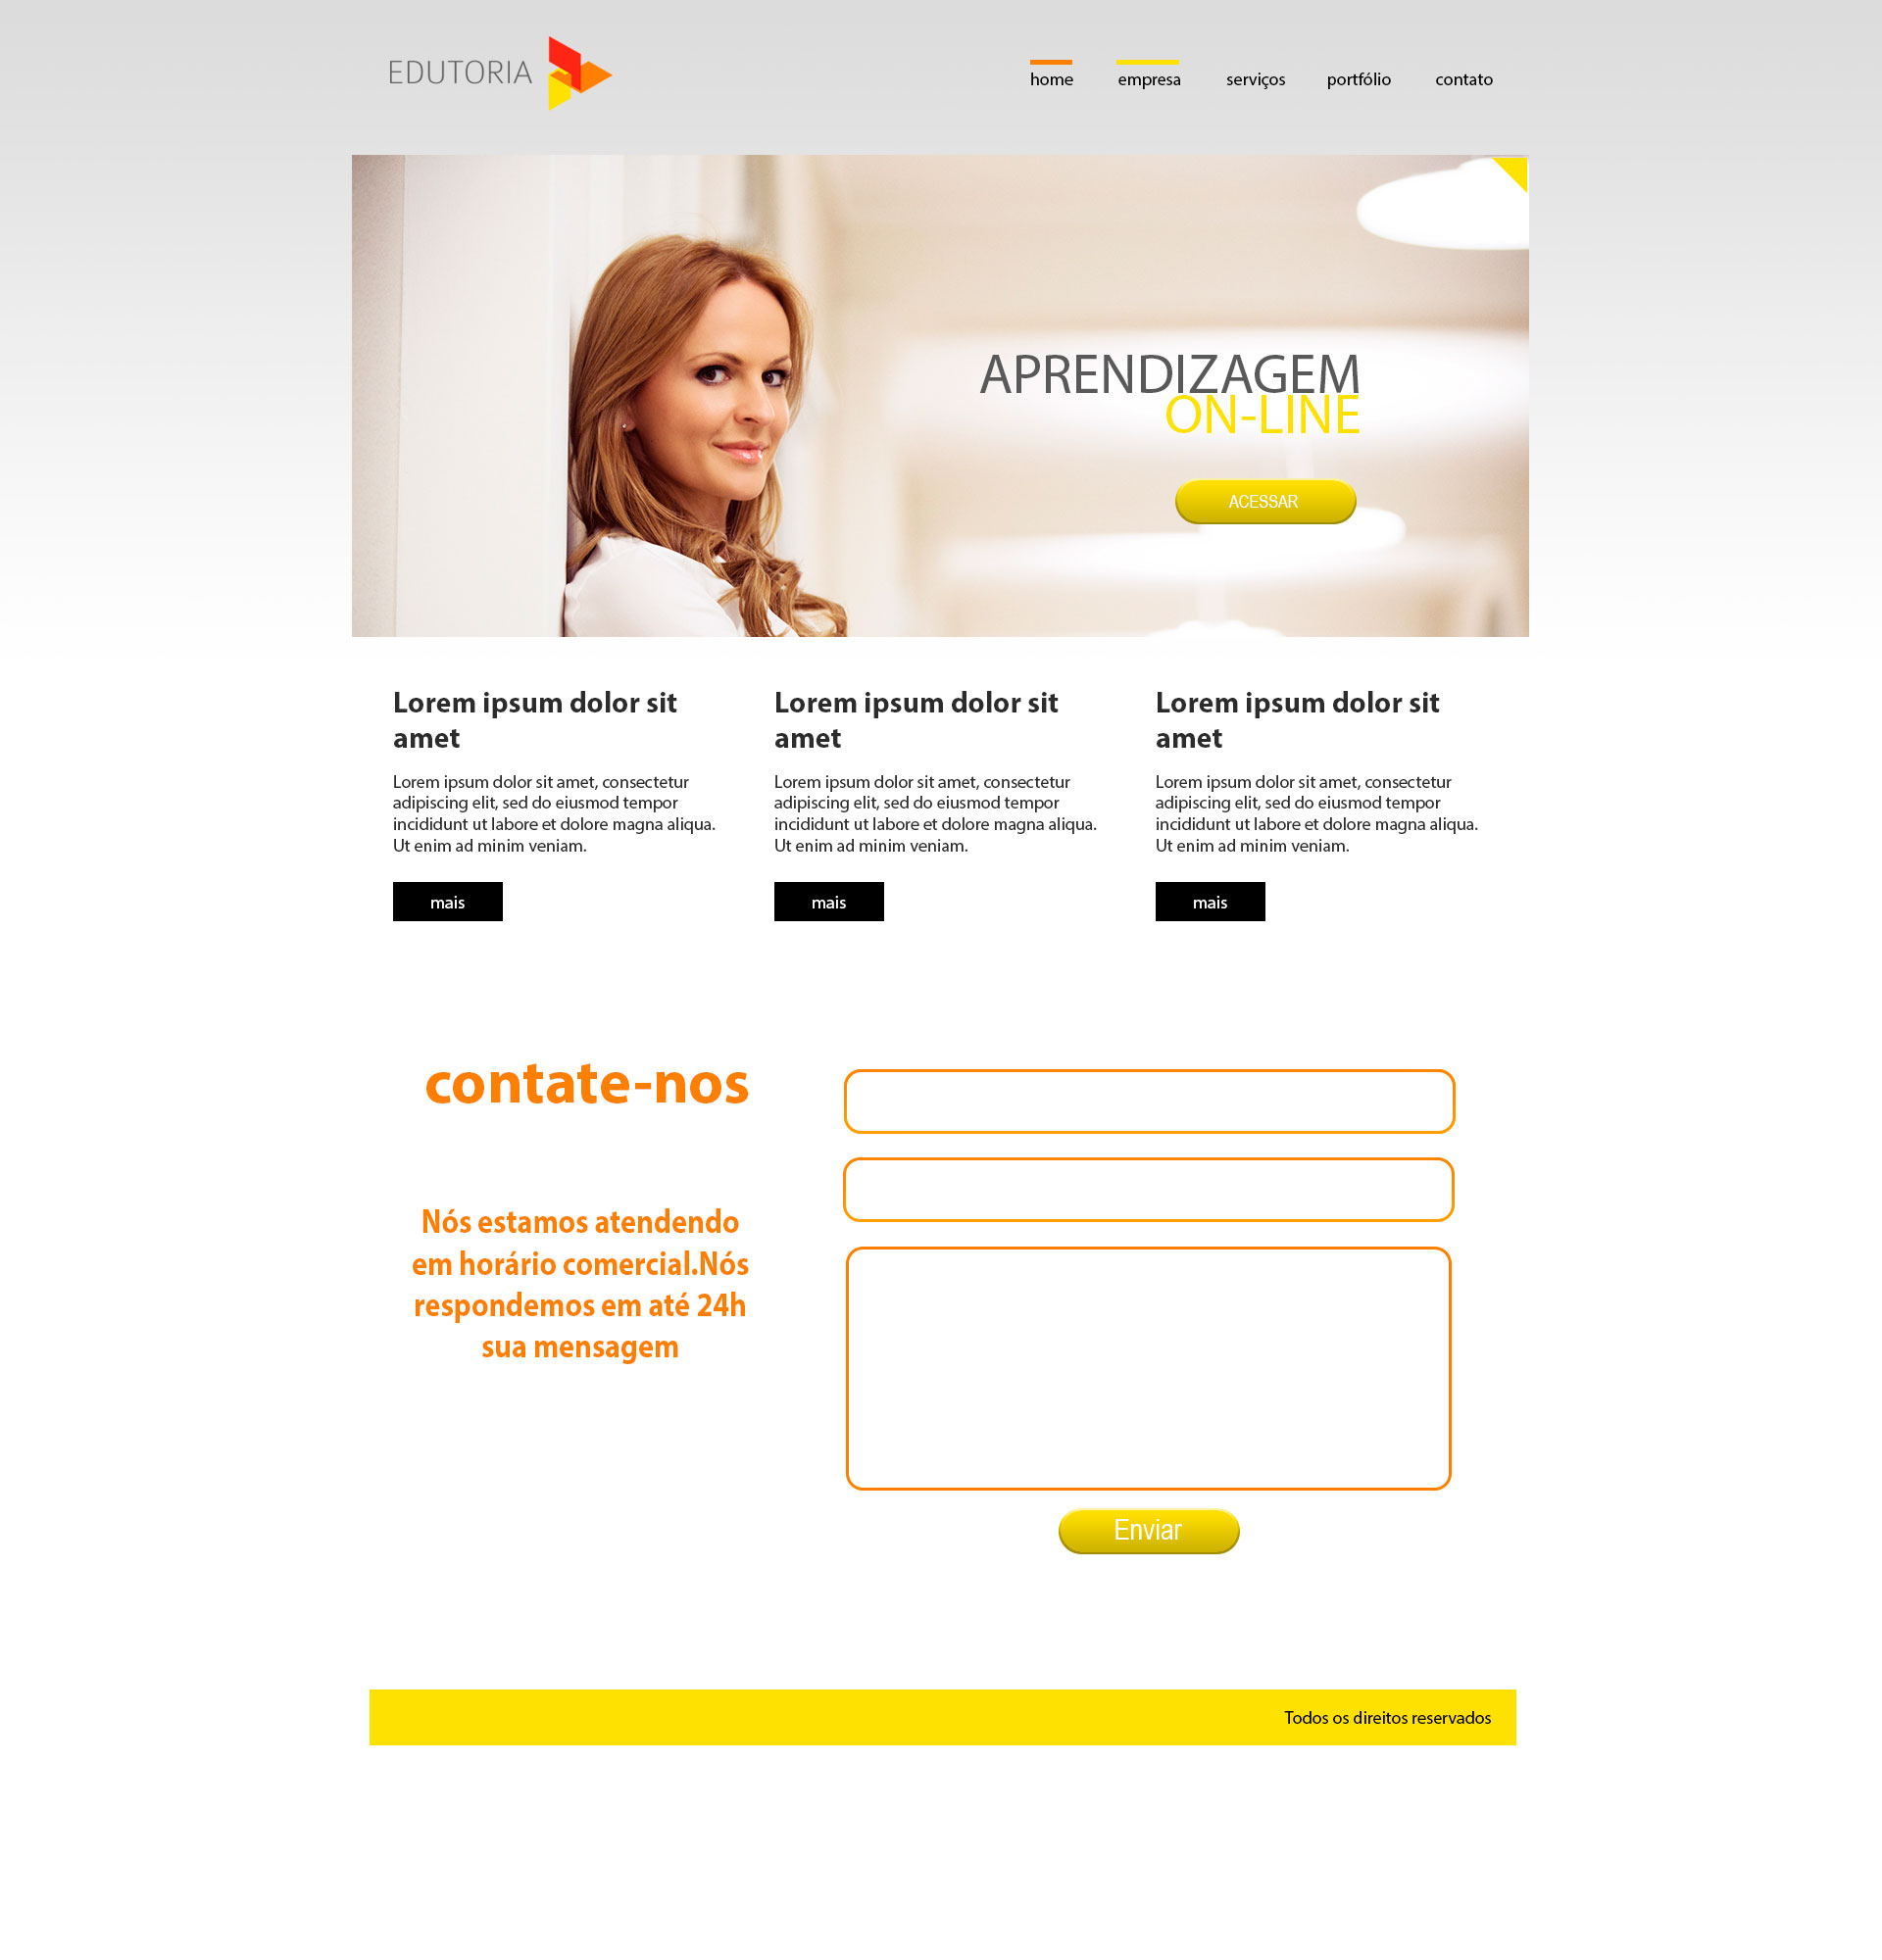 EDUTORIA
home empresa serviços portfólio contato
APRENDIZAGEM
ON-LINE
ACESSAR
Lorem ipsum dolor sit
amet
Lorem ipsum dolor sit amet, consectetur
adipiscing elit, sed do eiusmod tempor
incididunt ut labore et dolore magna aliqua.
Ut enim ad minim veniam.
mais
Lorem ipsum dolor sit
amet
Lorem ipsum dolor sit amet, consectetur
adipiscing elit, sed do eiusmod tempor
incididunt ut labore et dolore magna aliqua.
Ut enim ad minim veniam.
mais
Lorem ipsum dolor sit
amet
Lorem ipsum dolor sit amet, consectetur
adipiscing elit, sed do eiusmod tempor
incididunt ut labore et dolore magna aliqua.
Ut enim ad minim veniam.
mais
contate-nos
Nós estamos atendendo
em horário comercial.Nós
respondemos em até 24h
sua mensagem
Enviar
Todos os direitos reservados